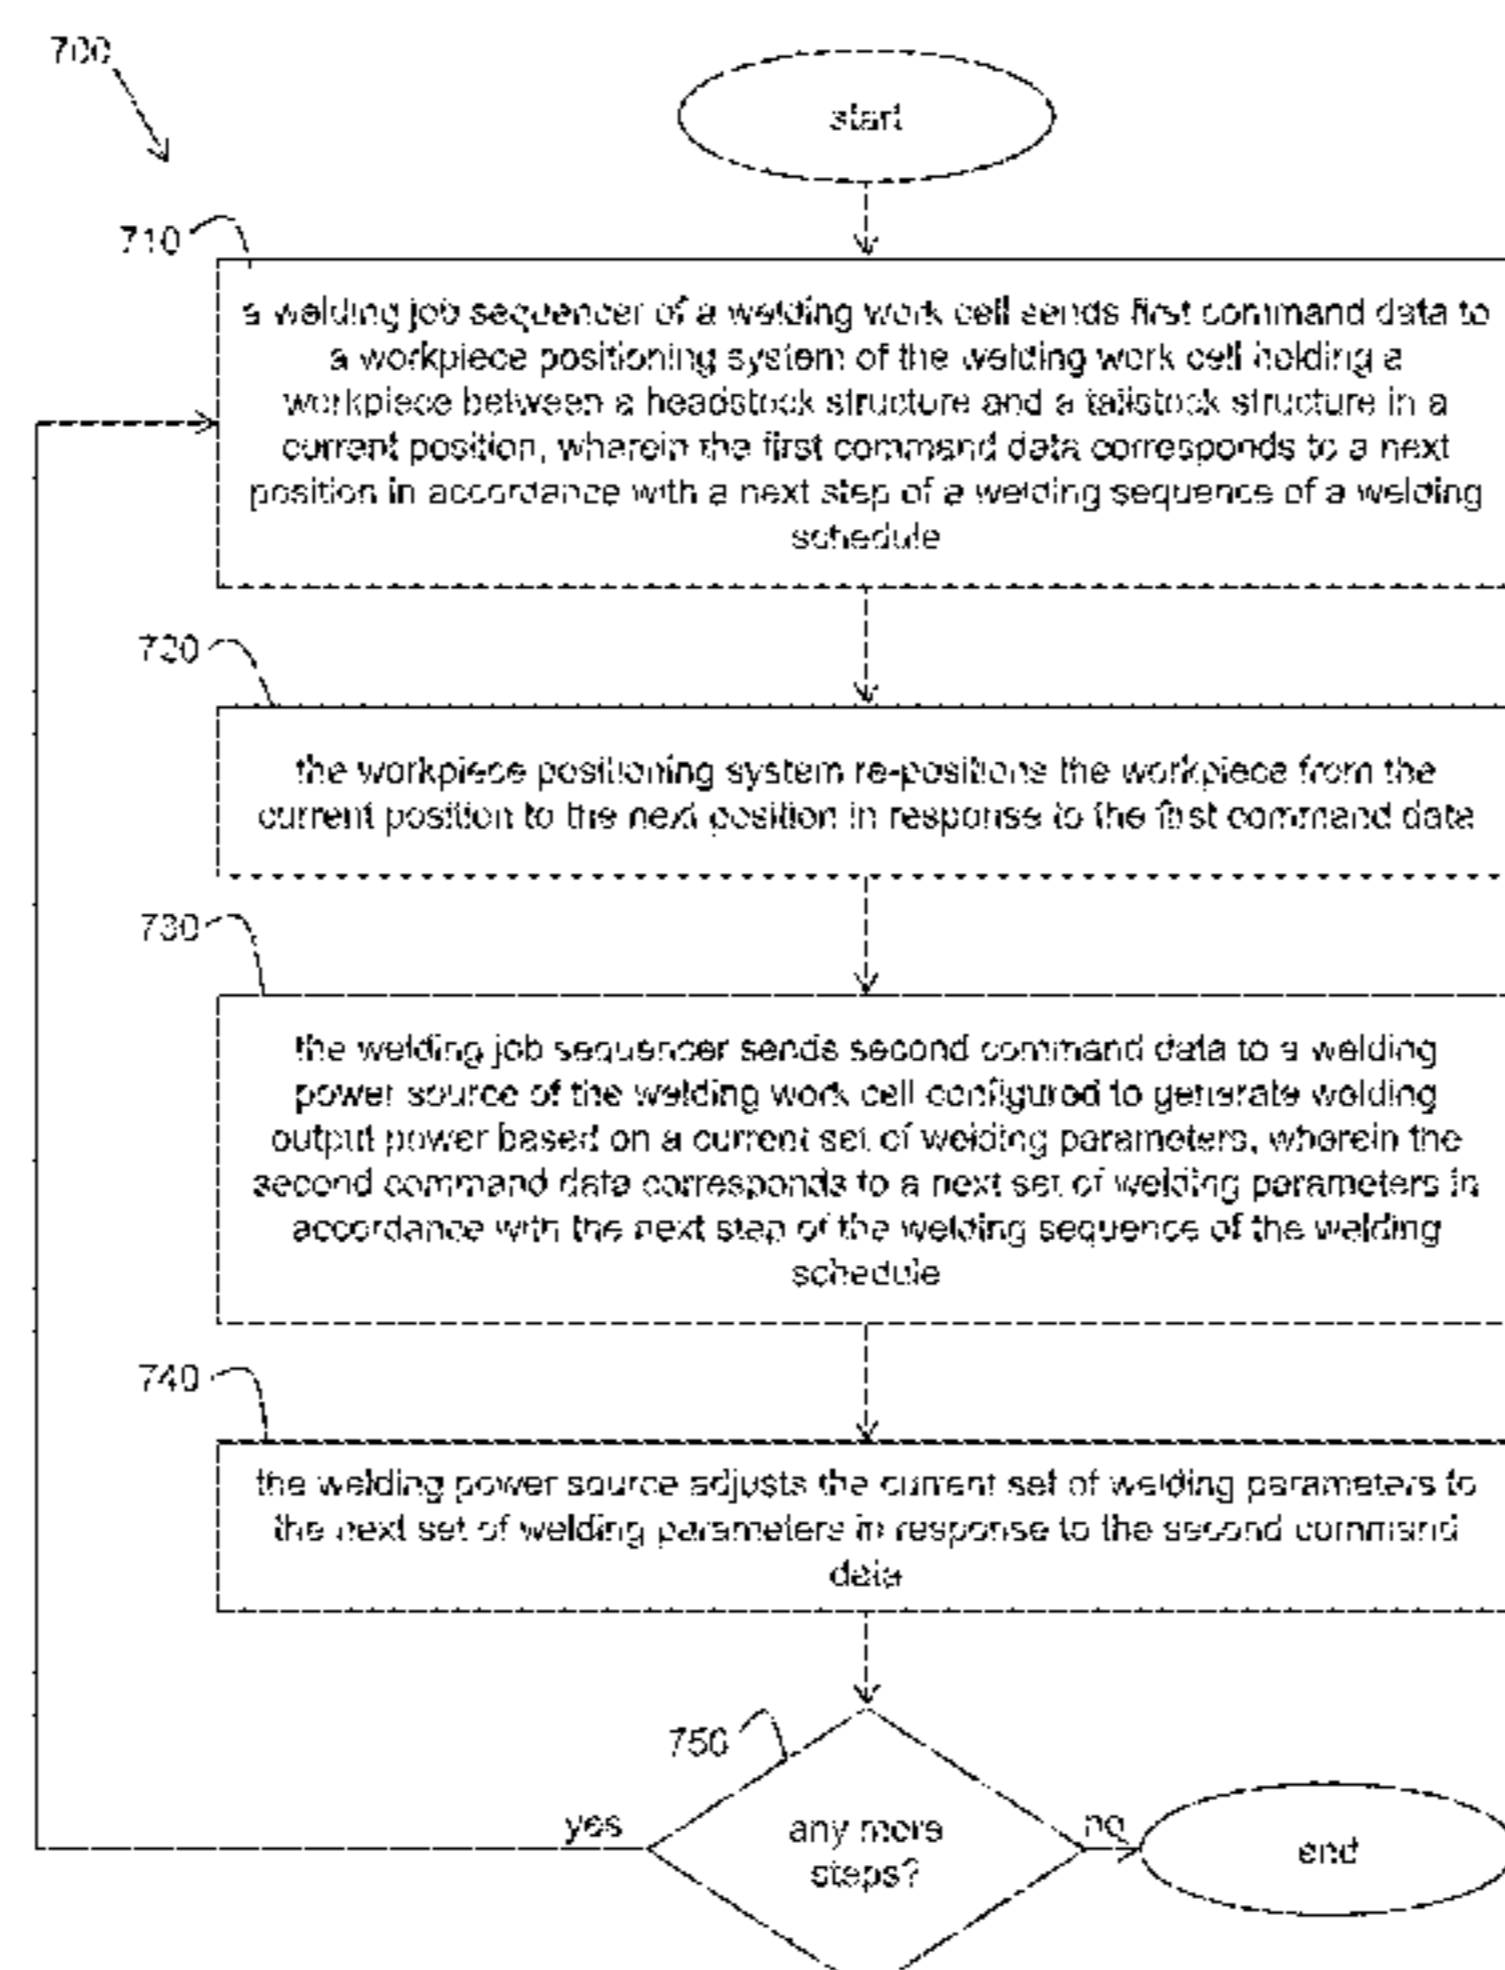 700
start
710
a welding job sequencer of a welding work cell sends first command data to
a workpiece positioning system of the welding work cell holding a
workpiece between a headstock structure and a tailstock structure in a
current position, wherein the first command data corresponds to a next
position in accordance with a next step of a welding sequence of a welding
schedule
720
the workpiece positioning system re-positions the workpiece from the
current position to the next position in response to the first command data
730
the welding job sequencer sends second command data to a welding
power source of the welding work cell configured to generate welding
output power based on a current set of welding parameters, wherein the
second command data corresponds to a next set of welding parameters in
accordance with the next step of the welding sequence of the welding
schedule
740
the welding power source adjusts the current set of welding parameters to
the next set of welding parameters in response to the second command
data
750
yes
any more
steps?
no
end